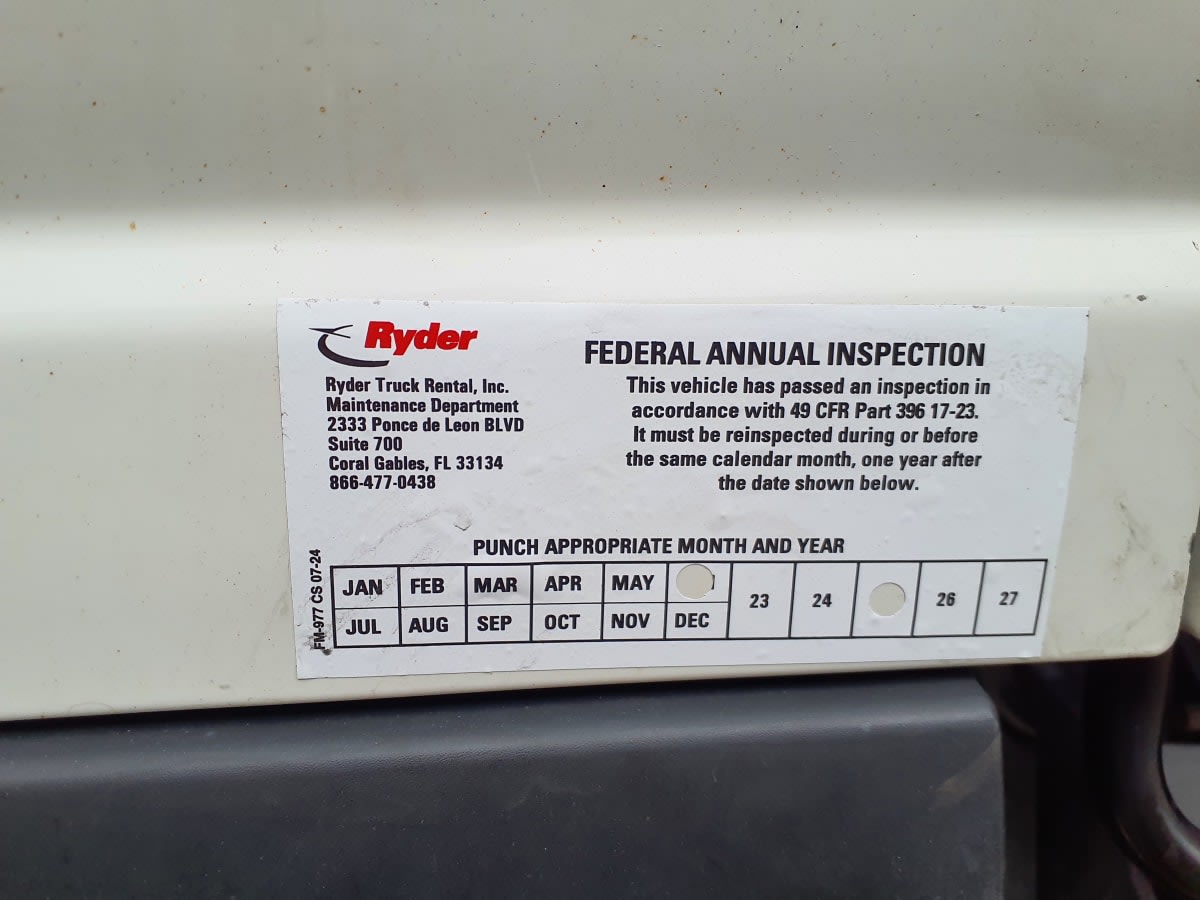 Ryder
Ryder Truck Rental, Inc.
Maintenance Department
2333 Ponce de Leon BLVD
Suite 700
Coral Gables, FL 33134
866-477-0438
FEDERAL ANNUAL INSPECTION
This vehicle has passed an inspection in
accordance with 49 CFR Part 396 17-23.
It must be reinspected during or before
the same calendar month, one year after
the date shown below.
PUNCH APPROPRIATE MONTH AND YEAR
JAN FEB MAR APR MAY
JUL AUG SEP OCT NOV DEC
23 24 26 27
FM-977 CS 07-24